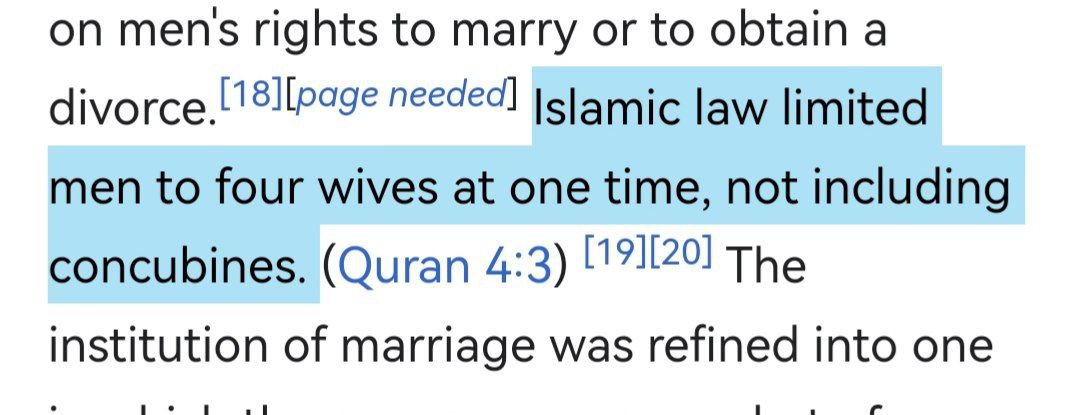 on men's rights to marry or to obtain a
divorce.[18][page needed] Islamic law limited
men to four wives at one time, not including
concubines. (Quran 4:3) [19][20] The
institution of marriage was refined into one